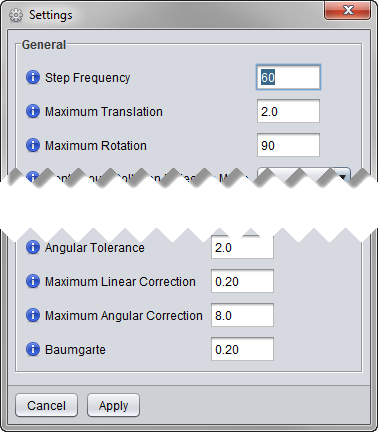 Settings
General
Step Frequency 60
Maximum Translation 2.0
Maximum Rotation 90
Angular Tolerance 2.0
Maximum Linear Correction 0.20
Maximum Angular Correction 8.0
Baumgarte 0.20
Cancel Apply